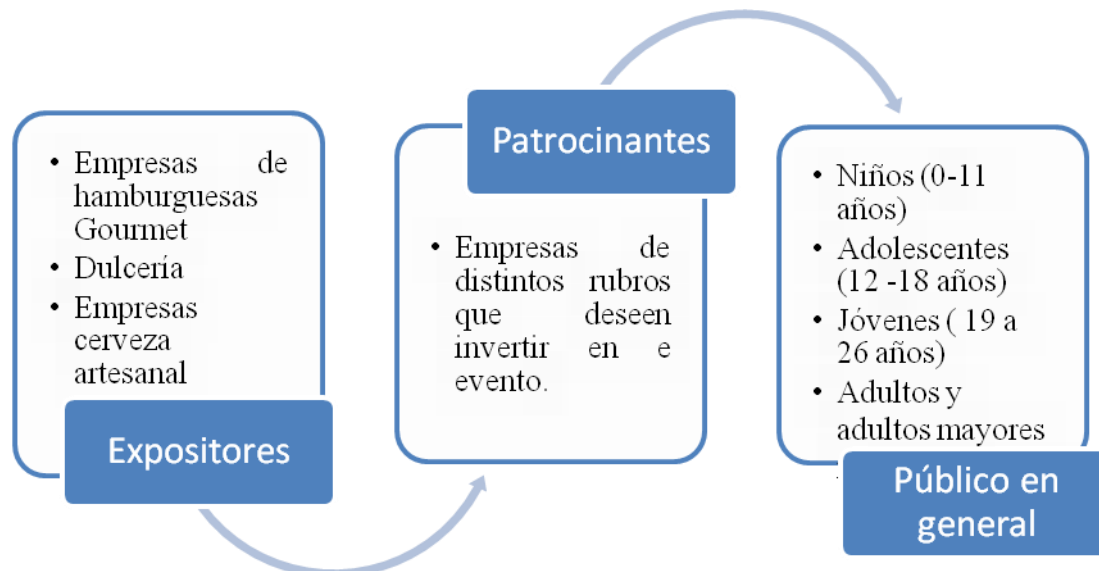 • Empresas de
hamburguesas
Gourmet
• Dulcería
• Empresas
cerveza
artesanal
Expositores
Patrocinantes
• Empresas de
distintos rubros
que deseen
invertir en e
evento.
• Niños (0-11
años)
• Adolescentes
(12 -18 años)
• Jóvenes ( 19 a
26 años)
• Adultos y
adultos mayores
Público en
general